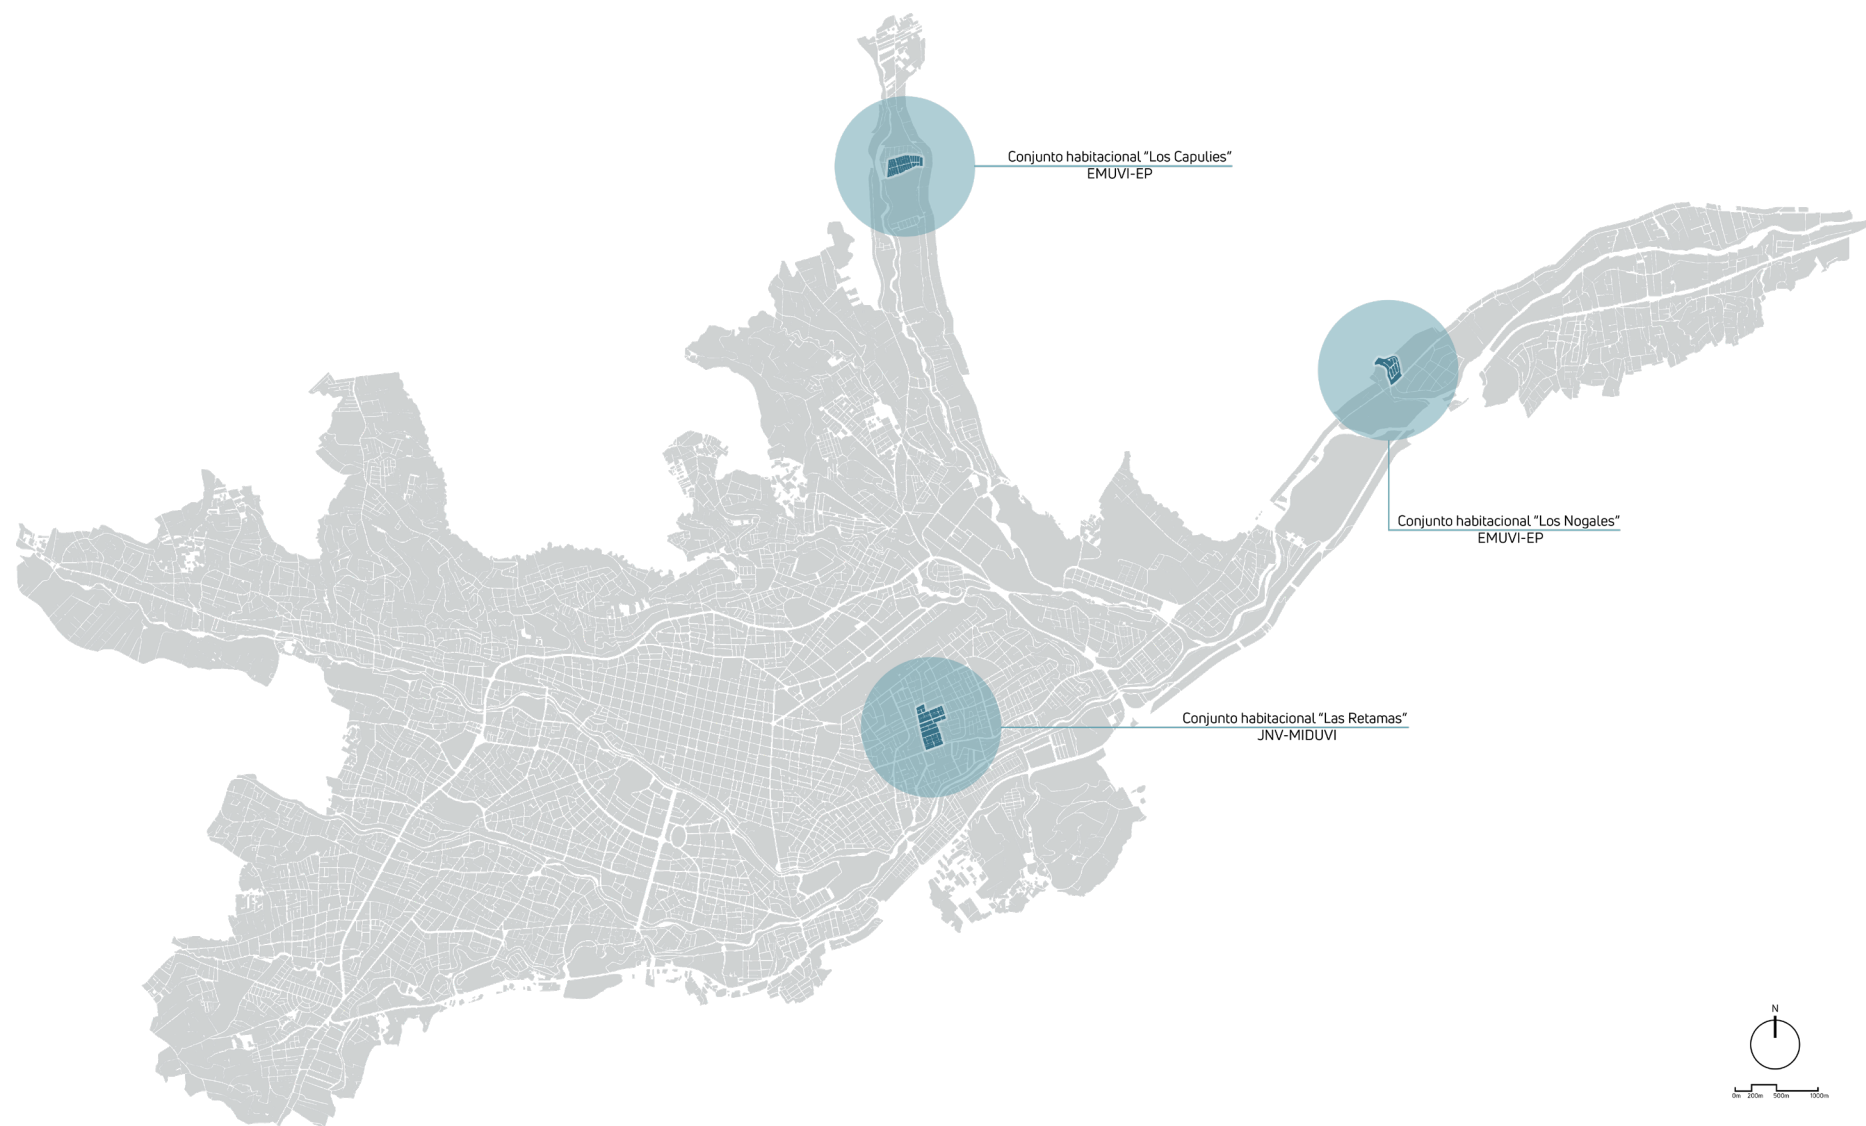 Conjunto habitacional “Los Capulies”
EMUVI-EP
Conjunto habitacional “Los Nogales”
EMUVI-EP
Conjunto habitacional “Las Retamas”
JNV-MIDUVI
N
0m 200m 500m 1000m